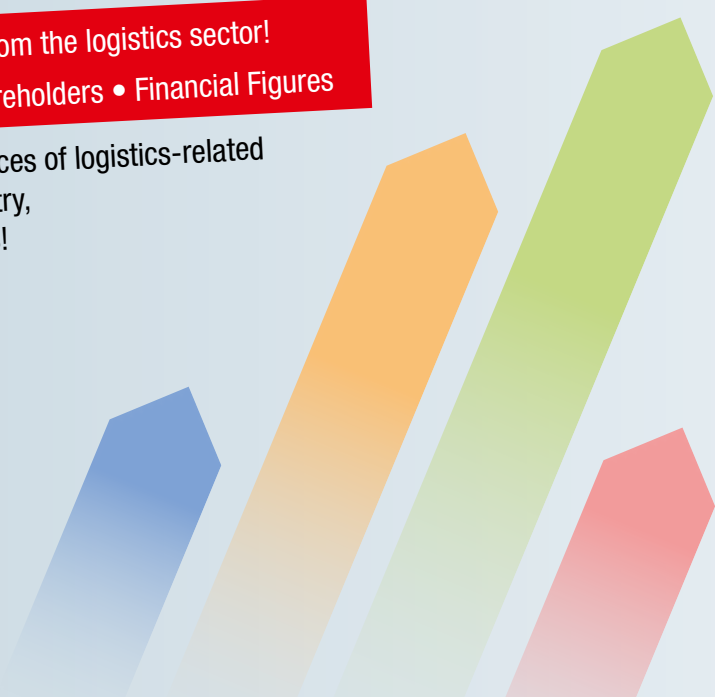 om the logistics sector!
reholders • Financial Figures
ces of logistics-related
try,
!